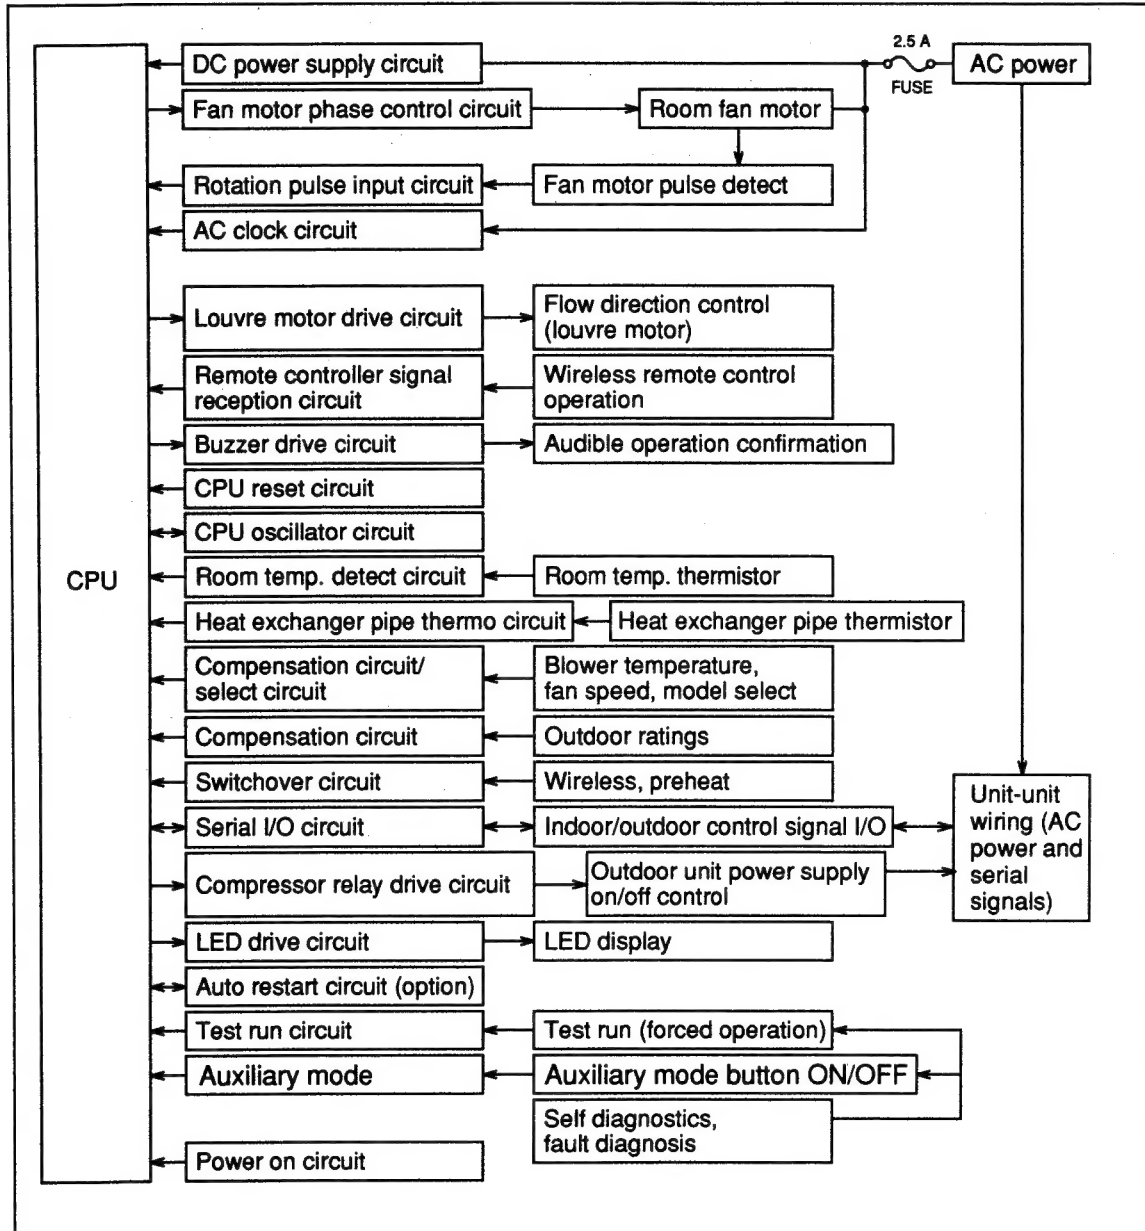 2.5 A
DC power supply circuit
AC power
FUSE
Fan motor phase control circuit
Room fan motor
Rotation pulse input circuit
Fan motor pulse detect
AC clock circuit
Louvre motor drive circuit
Flow direction control
(louvre motor)
Remote controller signal
reception circuit
Wireless remote control
operation
Buzzer drive circuit
Audible operation confirmation
CPU reset circuit
CPU oscillator circuit
CPU
Room temp. detect circuit
Room temp. thermistor
Heat exchanger pipe thermo circuit
Heat exchanger pipe thermistor
Compensation circuit/
select circuit
Blower temperature,
fan speed, model select
Compensation circuit
Outdoor ratings
Switchover circuit
Wireless, preheat
Serial I/O circuit
Indoor/outdoor control signal I/O
Unit-unit
wiring (AC
power and
serial
signals)
Compressor relay drive circuit
Outdoor unit power supply
on/off control
LED drive circuit
LED display
Auto restart circuit (option)
Test run circuit
Test run (forced operation)
Auxiliary mode
Auxiliary mode button ON/OFF
Self diagnostics,
fault diagnosis
Power on circuit